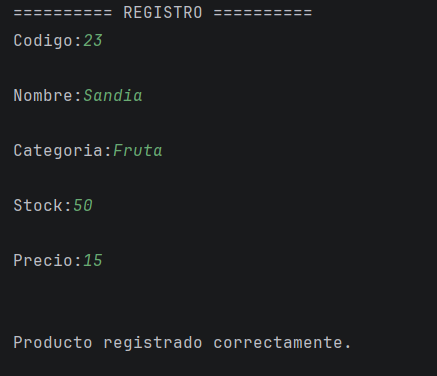 ========== REGISTRO ==========
Codigo:23
Nombre:Sandia
Categoria:Fruta
Stock:50
Precio:15
Producto registrado correctamente.